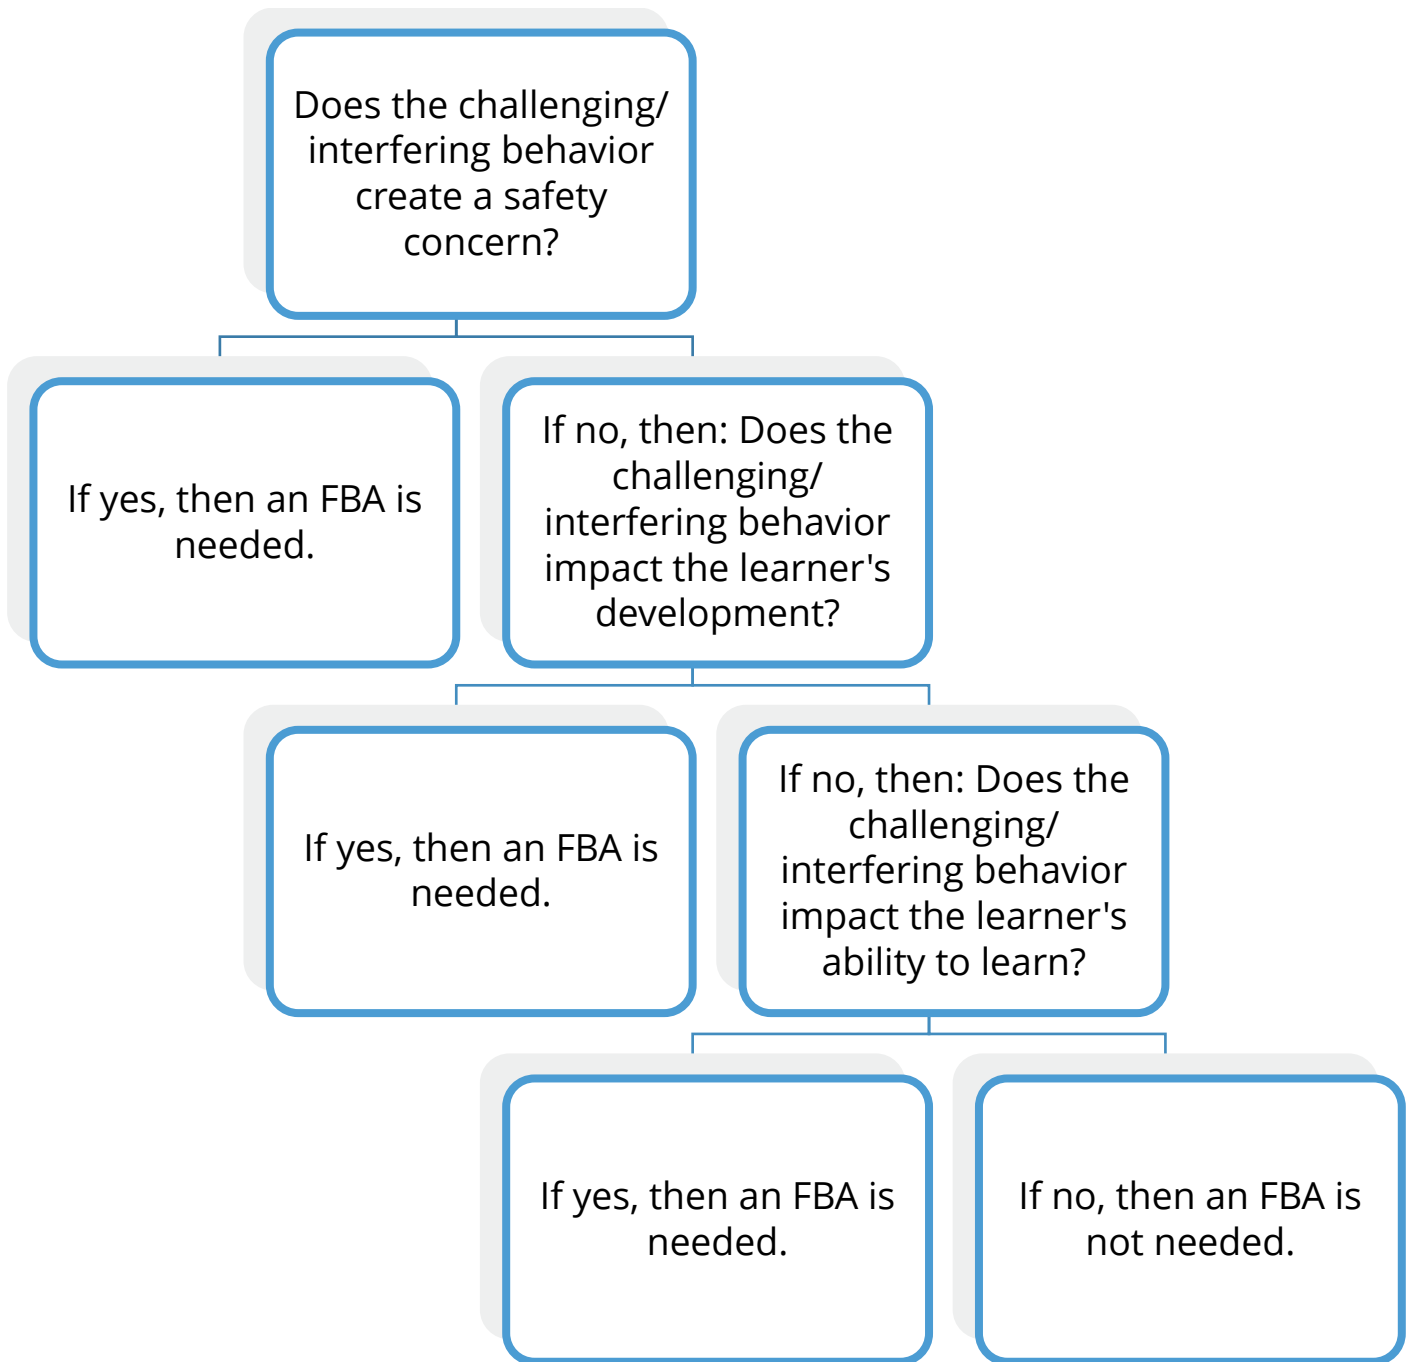 Does the challenging/
interfering behavior
create a safety
concern?
If yes, then an FBA is
needed.
If no, then: Does the
challenging/
interfering behavior
impact the learner's
development?
If yes, then an FBA is
needed.
If no, then: Does the
challenging/
interfering behavior
impact the learner's
ability to learn?
If yes, then an FBA is
needed.
If no, then an FBA is
not needed.